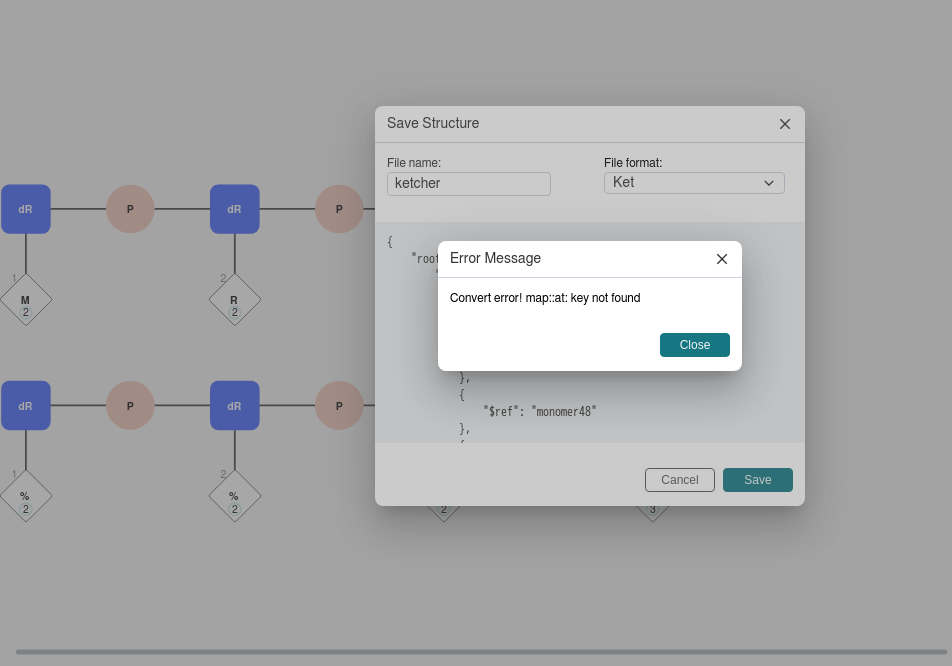 Save Structure
File name:
File format:
ketcher
Ket
dR
P
dR
P
{
"root
Error Message
1
2
M
2
R
2
Convert error! map::at: key not found
Close
},
{
"$ref": "monomer48"
},
dR
P
dR
P
1
2
Cancel
Save
%
2
%
2
2
3